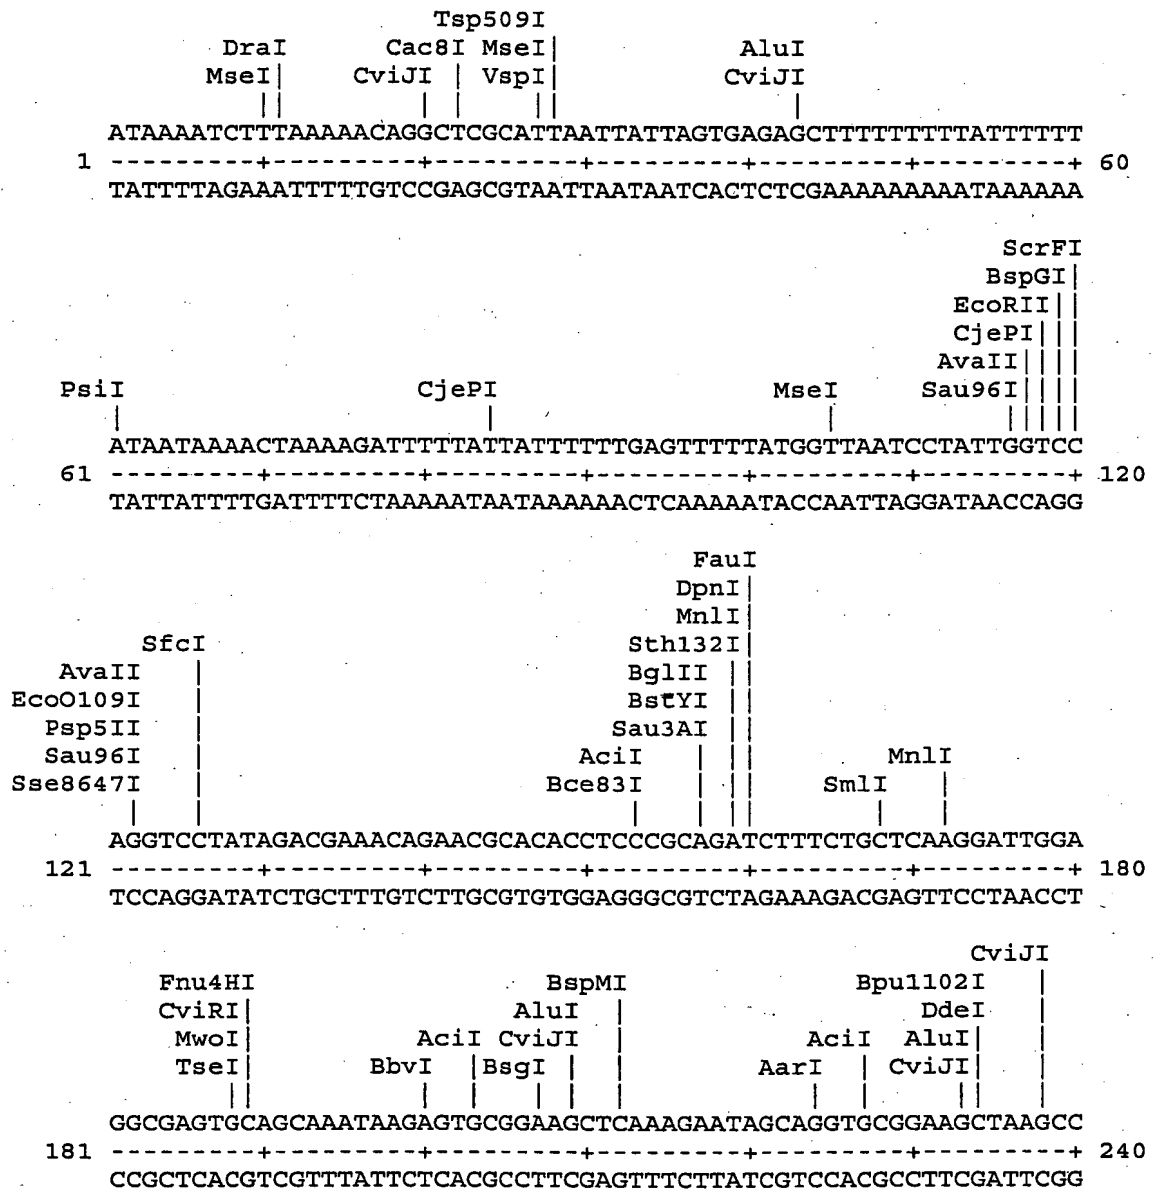 Tsp509I
DraI Cac8I MseI|
AluI
MseI| CviJI | VspI|
CviJI
ATAAAATCTTTAAAAACAGGCTCGCATTAATTATTAGTGAGAGCTTTTTTTTTTATTTTTT
1 ---------+---------+---------+---------+---------+---------+ 60
TATTTTAGAAATTTTTGTCCGAGCGTAATTAATAATCACTCTCGAAAAAAAAATAAAAAA
ScrFI
BspGI|
EcoRII||
CjePI|||
AvaII||||
PsiI CjePI MseI Sau96I||||
ATAATAAAACTAAAAGATTTTTATTATTTTTTGAGTTTTTATGGTTAATCCTATTGGTCC
61 ---------+---------+---------+---------+---------+---------+ 120
TATTATTTTGATTTTCTAAAAATAATAAAAAACTCAAAAATACCAATTAGGATAACCAGG
FauI
DpnI|
MnlI|
SfcI Sth132I|
AvaII | BglII ||
EcoO109I | BstYI ||
Psp5II | Sau3AI ||
Sau96I | AciI | || MnlI
Sse8647I | Bce83I | || SmlI |
AGGTCCTATAGACGAAACAGAACGCACACCTCCCGCAGATCTTTCTGCTCAAGGATTGGA
121 ---------+---------+---------+---------+---------+---------+ 180
TCCAGGATATCTGCTTTGTCTTGCGTGTGGAGGGCGTCTAGAAAGACGAGTTCCTAACCT
CviJI
Fnu4HI BspMI Bpu1102I |
CviRI| AluI | DdeI |
MwoI| AciI CviJI | AciI AluI| |
TseI| BbvI |BsgI | | AarI | CviJI| |
GGCGAGTGCAGCAAATAAGAGTGCGGAAGCTCAAAGAATAGCAGGTGCGGAAGCTAAGCC
181 ---------+---------+---------+---------+---------+---------+ 240
CCGCTCACGTCGTTTATTCTCACGCCTTCGAGTTTCTTATCGTCCACGCCTTCGATTCGG